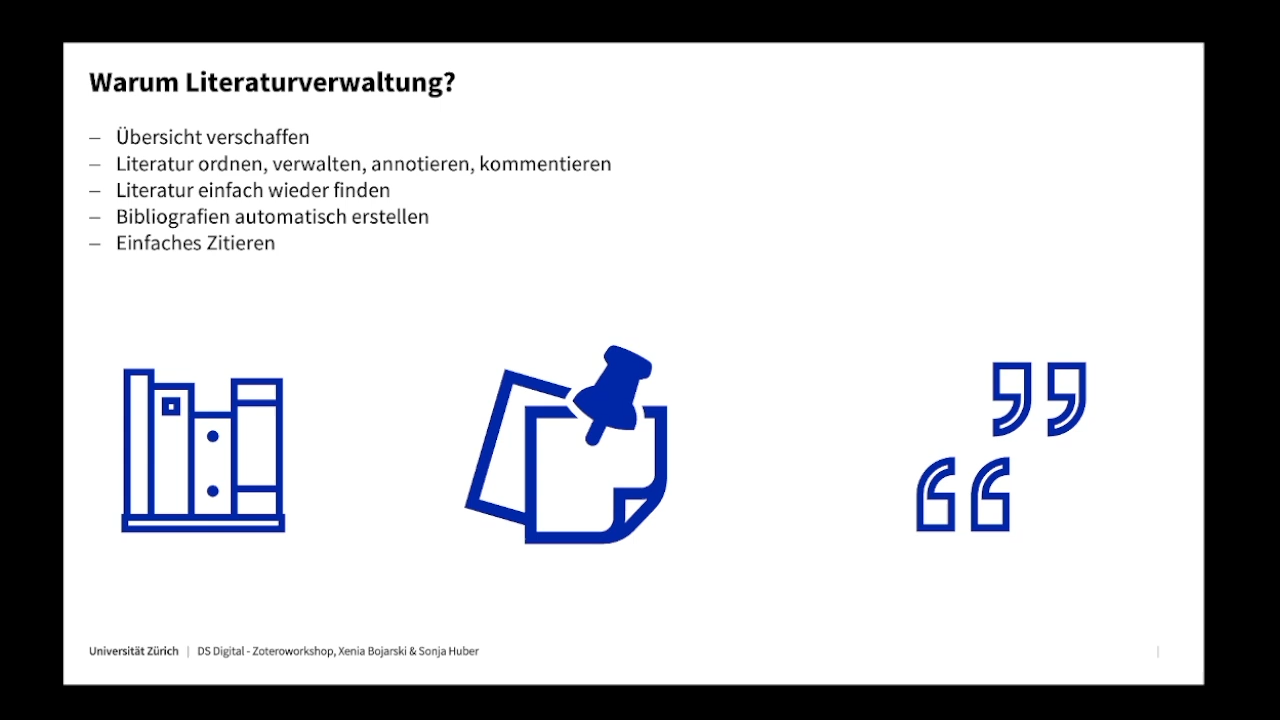 Warum Literaturverwaltung?
– Übersicht verschaffen
– Literatur ordnen, verwalten, annotieren, kommentieren
– Literatur einfach wieder finden
– Bibliografien automatisch erstellen
– Einfaches Zitieren
Universität Zürich | DS Digital - Zoteroworkshop, Xenia Bojarski & Sonja Huber |